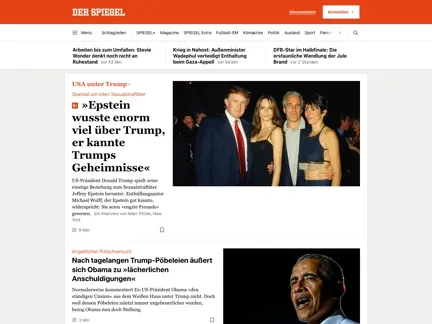 DER SPIEGEL
Abonnement
Anmelden ›
Menü
Schlagzeilen
SPIEGEL+
Magazine
SPIEGEL Extra
Fußball-EM
Klimakrise
Politik
Ausland
Sport
Arbeiten bis zum Umfallen: Stevie
Wonder denkt noch nicht an
Ruhestand Vor 53 Min
Krieg in Nahost: Außenminister
Wadephul verteidigt Enthaltung
beim Gaza-Appell Vor 54 Min
DFB-Star im Halbfinale: Die
erstaunliche Wandlung der Jule
Brand Vor 2 Stunden
USA unter Trump ›
Skandal um toten Sexualstraftäter
»Epstein
wusste enorm
viel über Trump,
er kannte
Trumps
Geheimnisse«
US-Präsident Donald Trump spielt seine
einstige Beziehung zum Sexualstraftäter
Jeffrey Epstein herunter. Enthüllungsautor
Michael Wolff, der Epstein gut kannte,
widerspricht: Sie seien »engste Freunde«
gewesen. Ein Interview von Marc Pitzke, New
York
9 Min
Angeblicher Putschversuch
Nach tagelangen Trump-Pöbeleien äußert
sich Obama zu »lächerlichen
Anschuldigungen«
Normalerweise kommentiert Ex-US-Präsident Obama »den
ständigen Unsinn« aus dem Weißen Haus unter Trump nicht. Doch
weil dessen Pöbeleien zuletzt immer ungeheuerlicher wurden,
bezog Obama nun doch Stellung.
3 Min